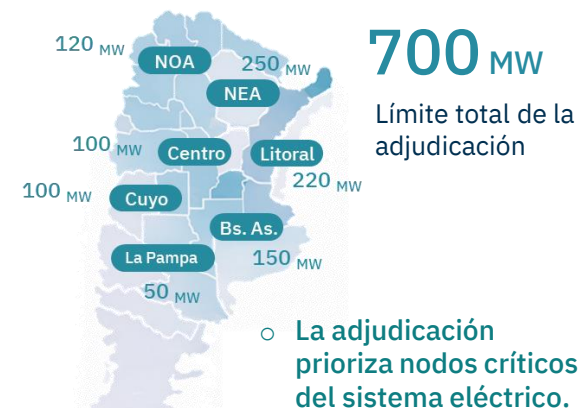 120 MW
NOA
250 MW
NEA
100 MW
Centro
Litoral
220 MW
100 MW
Cuyo
Bs. As.
150 MW
La Pampa
50 MW
700 MW
Límite total de la
adjudicación
○ La adjudicación
prioriza nodos críticos
del sistema eléctrico.